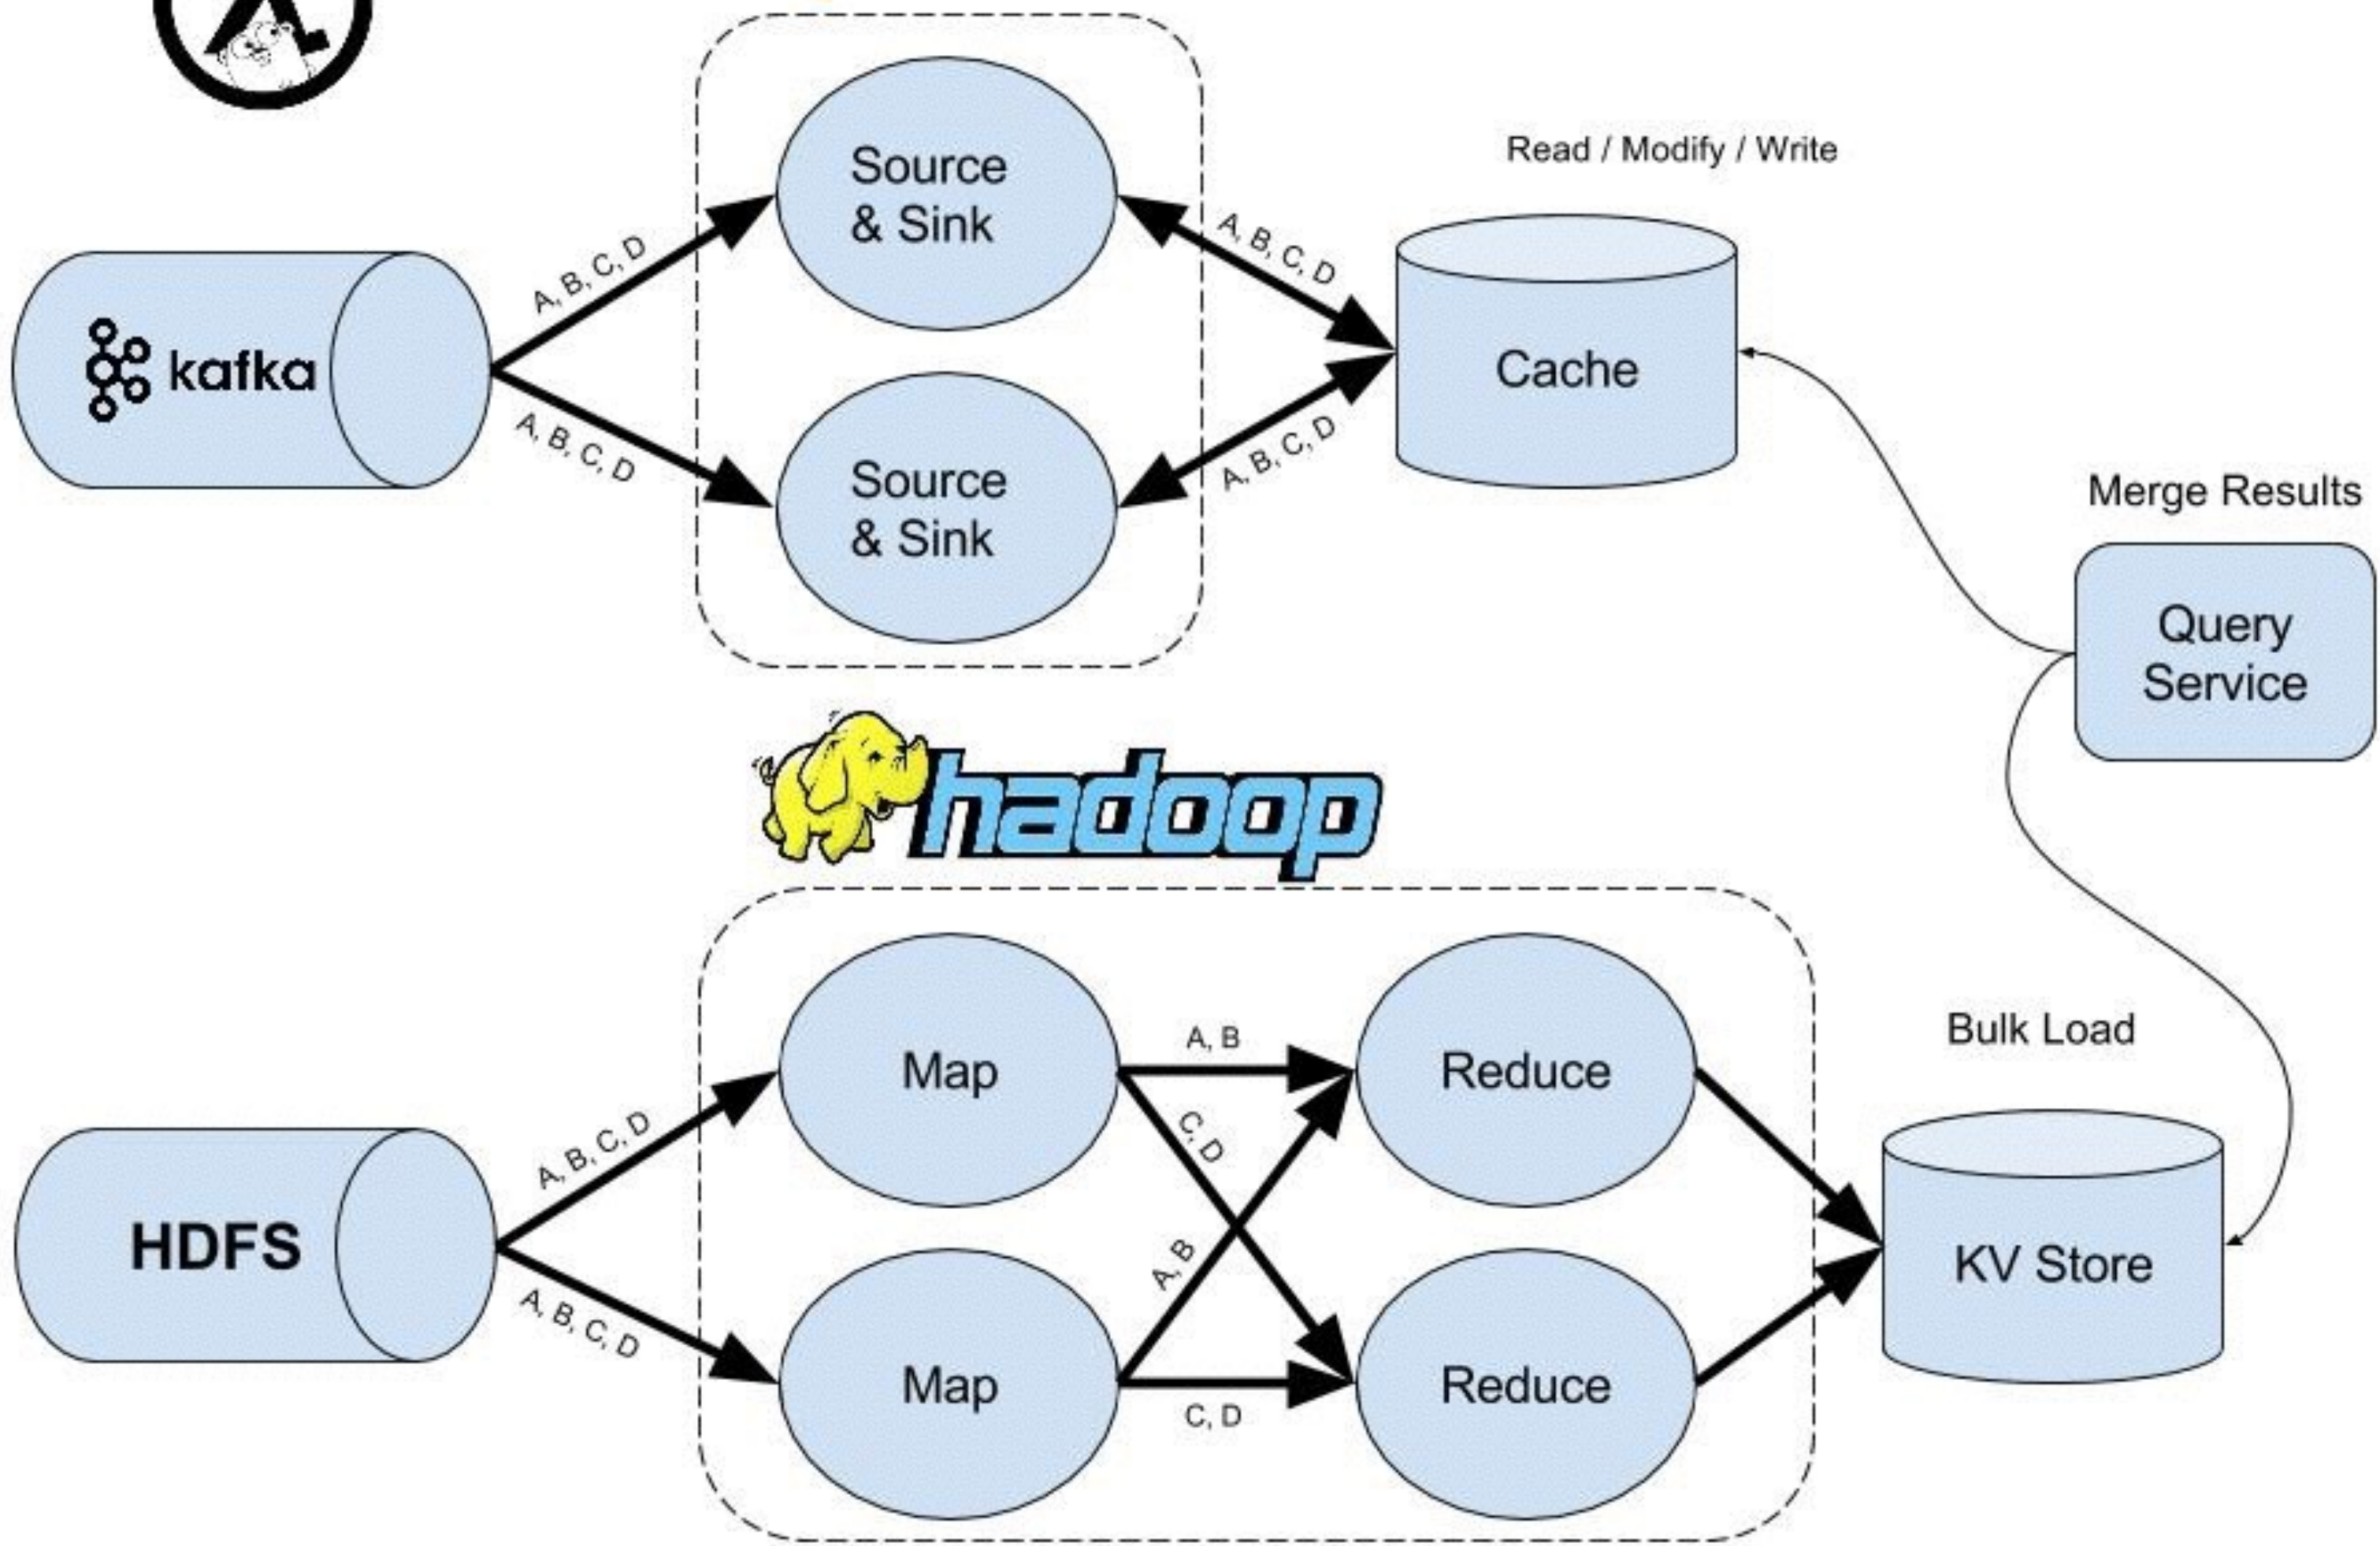 Read / Modify / Write
Source
& Sink
A, B, C, D
A, B, C, D
kafka
A, B, C, D
Cache
A, B, C, D
Source
& Sink
Merge Results
Query
Service
hadoop
Bulk Load
Map
A, B
Reduce
A, B, C, D
C, D
HDFS
A, B
KV Store
A, B, C, D
Map
C, D
Reduce